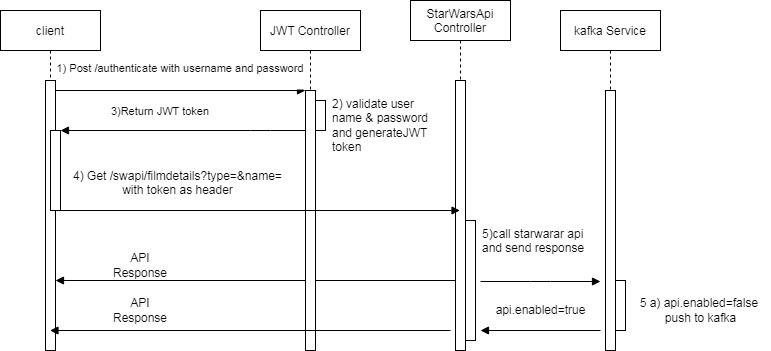 client
JWT Controller
StarWarsApi
Controller
kafka Service
1) Post /authenticate with username and password
2) validate user
name & password
and generateJWT
token
3)Return JWT token
4) Get /swapi/filmdetails?type=&name=
with token as header
5)call starwarar api
and send response
API
Response
5 a) api.enabled=false
push to kafka
api.enabled=true
API
Response